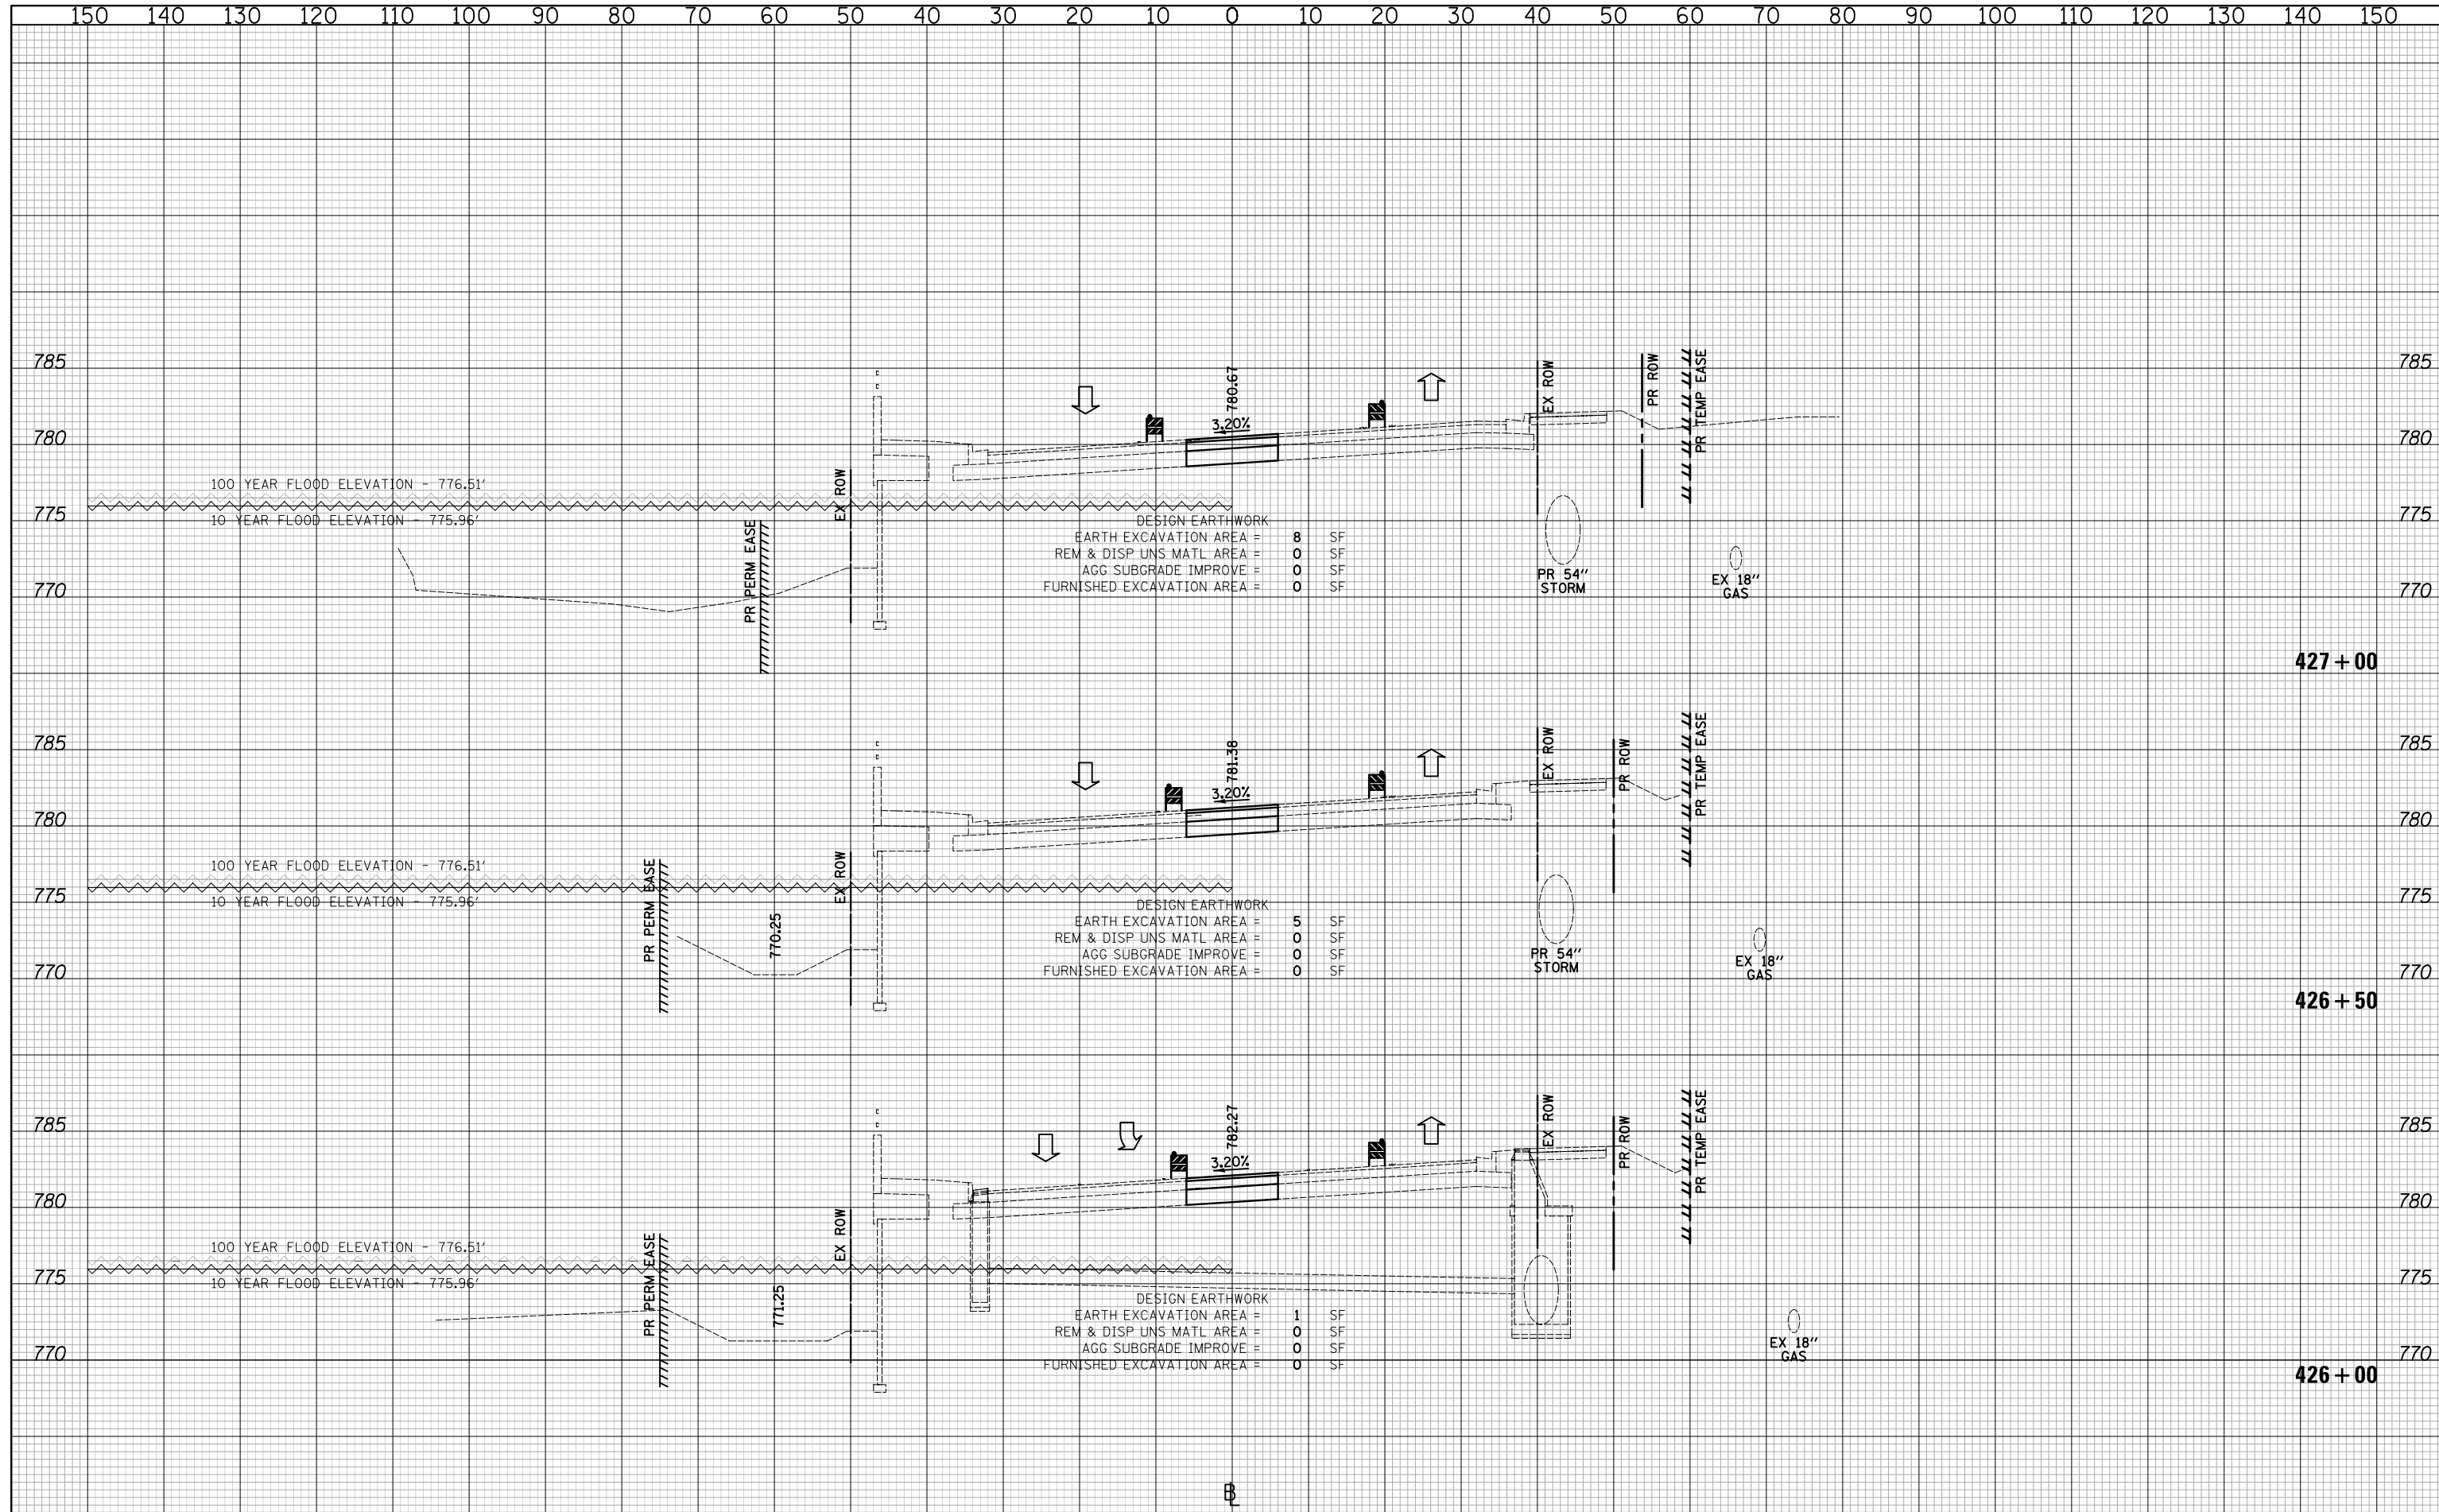 150 140 130 120 110 100 90 80 70 60 50 40 30 20 10 0 10 20 30 40 50 60 70 80 90 100 110 120 130 140 150
785
780
775
770
100 YEAR FLOOD ELEVATION - 776.51'
10 YEAR FLOOD ELEVATION - 775.96'
PR PERM EASE
EX ROW
780.67
3.20%
DESIGN EARTHWORK
EARTH EXCAVATION AREA = 8 SF
REM & DISP UNS MATL AREA = 0 SF
AGG SUBGRADE IMPROVE = 0 SF
FURNISHED EXCAVATION AREA = 0 SF
EX ROW
PR ROW
PR TEMP EASE
PR 54"
STORM
EX 18"
GAS
785
780
775
770
427+00
785
780
775
770
100 YEAR FLOOD ELEVATION - 776.51'
10 YEAR FLOOD ELEVATION - 775.96'
PR PERM EASE
770.25
EX ROW
781.38
3.20%
DESIGN EARTHWORK
EARTH EXCAVATION AREA = 5 SF
REM & DISP UNS MATL AREA = 0 SF
AGG SUBGRADE IMPROVE = 0 SF
FURNISHED EXCAVATION AREA = 0 SF
EX ROW
PR ROW
PR TEMP EASE
PR 54"
STORM
EX 18"
GAS
785
780
775
770
426+50
785
780
775
770
100 YEAR FLOOD ELEVATION - 776.51'
10 YEAR FLOOD ELEVATION - 775.96'
PR PERM EASE
771.25
EX ROW
782.27
3.20%
DESIGN EARTHWORK
EARTH EXCAVATION AREA = 1 SF
REM & DISP UNS MATL AREA = 0 SF
AGG SUBGRADE IMPROVE = 0 SF
FURNISHED EXCAVATION AREA = 0 SF
EX ROW
PR ROW
PR TEMP EASE
EX 18"
GAS
785
780
775
770
426+00
BL